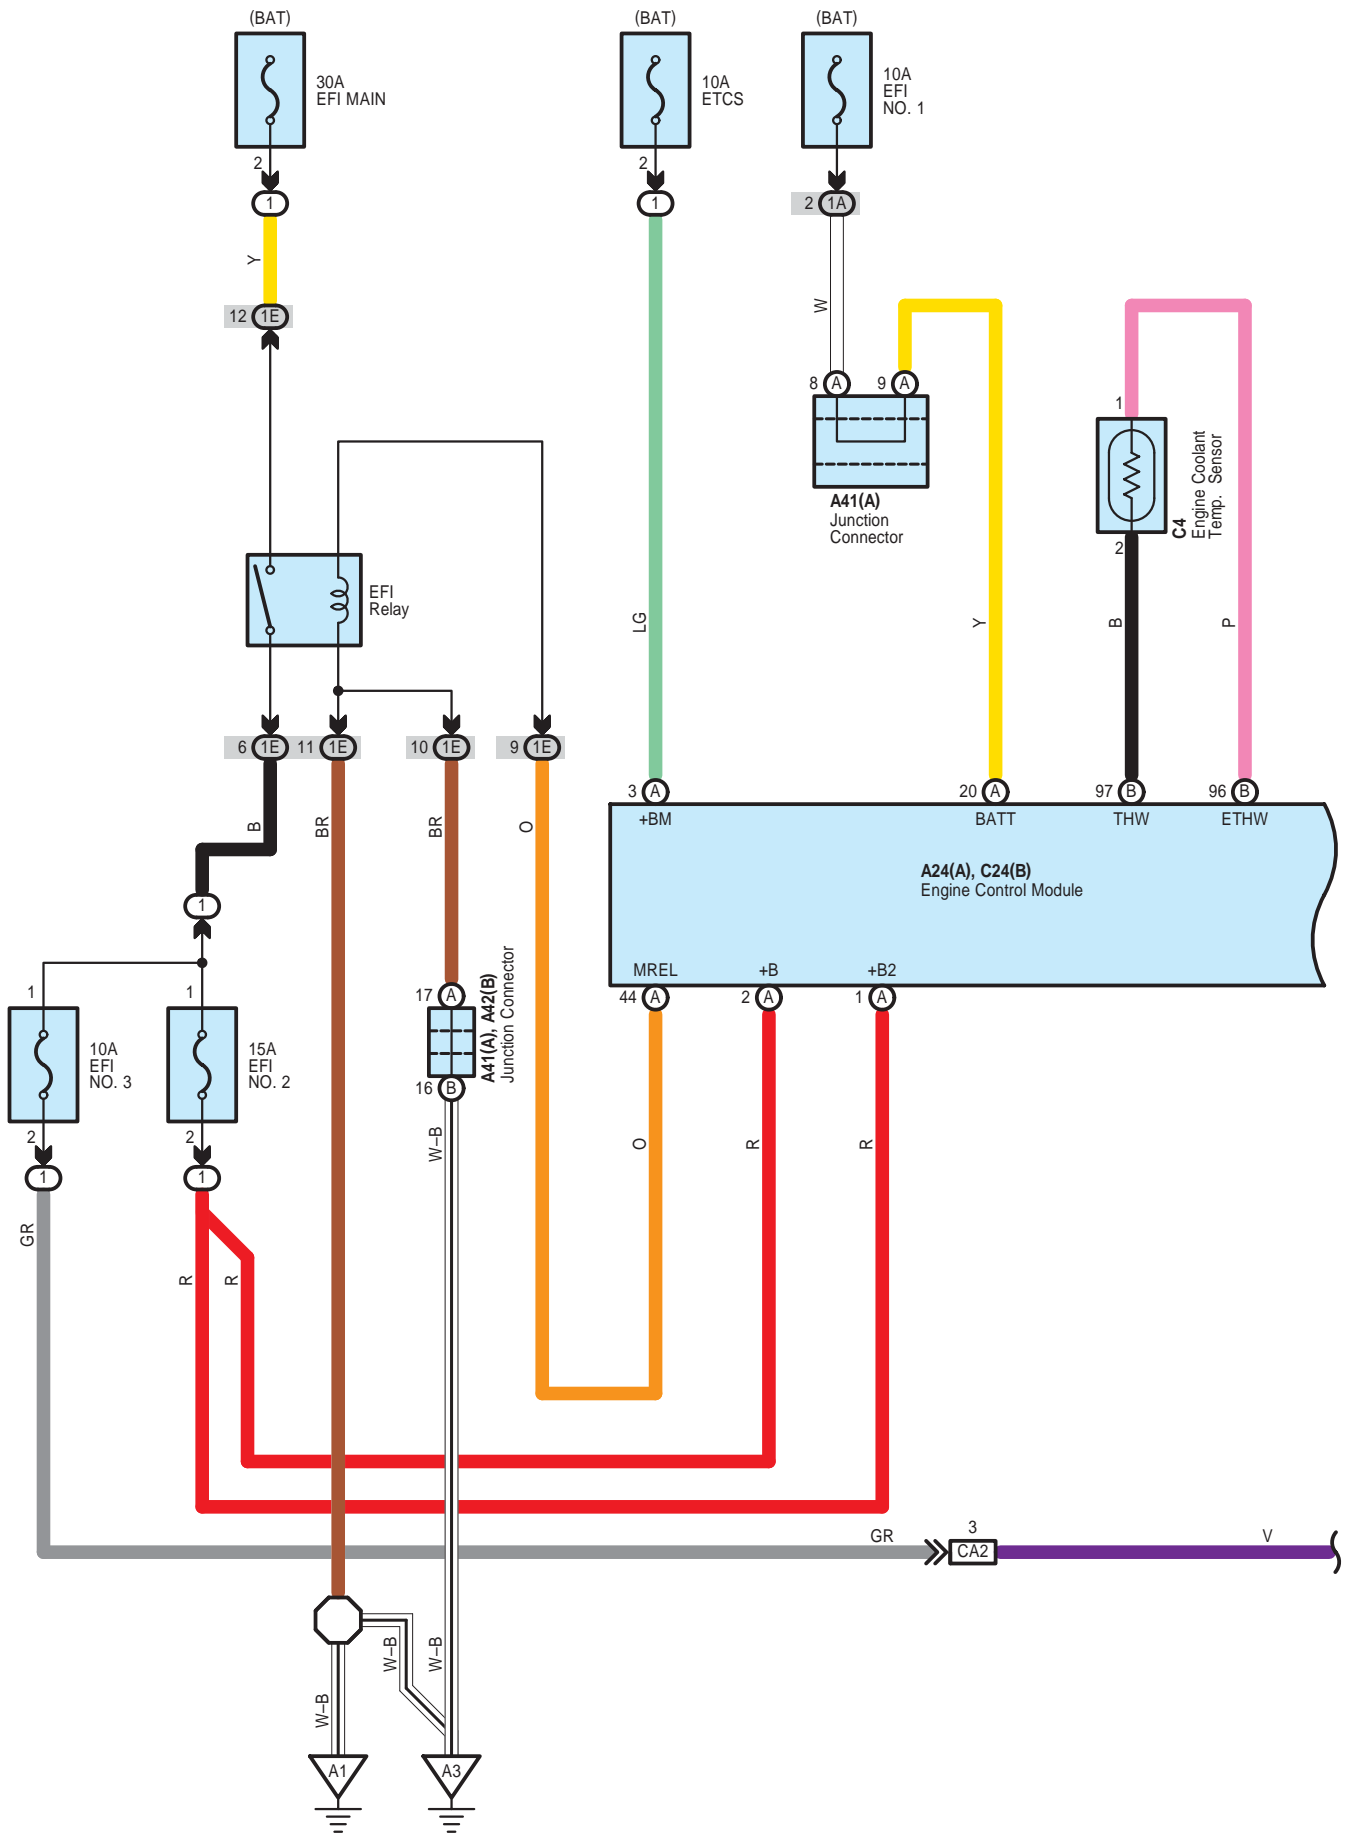 (BAT)
(BAT)
(BAT)
30A
EFI MAIN
10A
ETCS
10A
EFI
NO. 1
2
1
2
1
2 1A
Y
W
12 1E
8 A
9 A
1
2
C4
Engine Coolant
Temp. Sensor
A41(A)
Junction
Connector
EFI
Relay
LG
Y
B
P
6 1E
11 1E
10 1E
9 1E
3 A
20 A
97 B
96 B
+BM
BATT
THW
ETHW
B
BR
BR
O
A24(A), C24(B)
Engine Control Module
1
MREL
+B
+B2
44 A
2 A
1 A
1
1
10A
EFI
NO. 3
15A
EFI
NO. 2
17 A
A41(A), A42(B)
Junction Connector
16 B
2
1
2
1
W–B
O
R
R
GR
R
R
GR
3
CA2
V
W–B
W–B
W–B
A1
A3